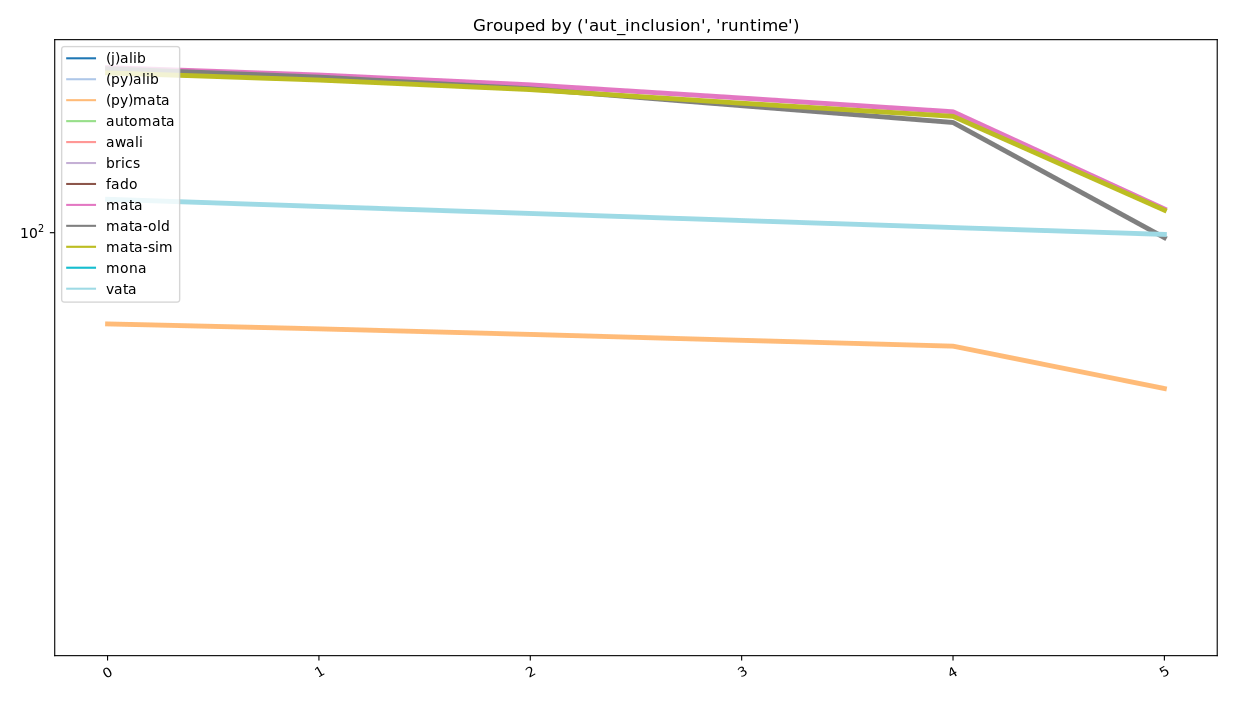 Grouped by ('aut_inclusion', 'runtime')
(j)alib
(py)alib
(py)mata
automata
awali
brics
fado
mata
mata-old
mata-sim
mona
vata
10²
0 1 2 3 4 5